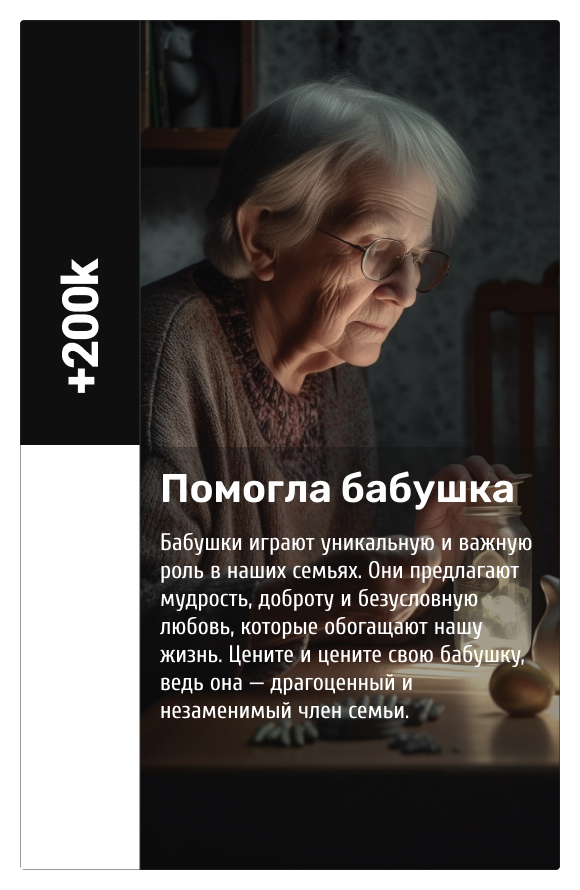 +200k
Помогла бабушка
Бабушки играют уникальную и важную
роль в наших семьях. Они предлагают
мудрость, доброту и безусловную
любовь, которые обогащают нашу
жизнь. Цените и цените свою бабушку,
ведь она — драгоценный и
незаменимый член семьи.